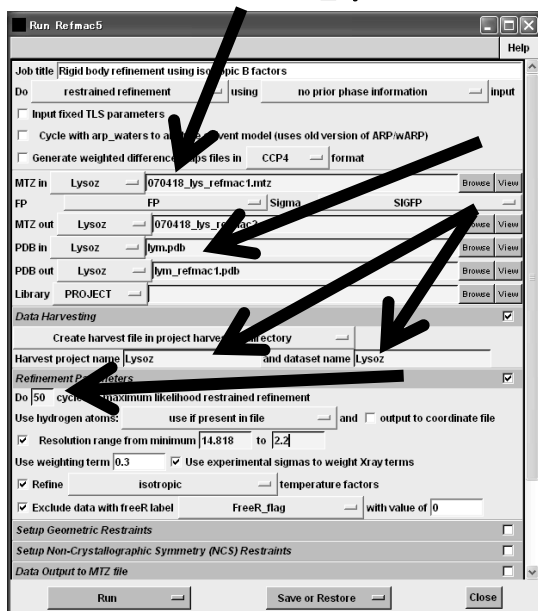 Run Refmac5
Help
Job title Rigid body refinement using isotropic B factors
Do restrained refinement using no prior phase information input
Input fixed TLS parameters
Cycle with arp_waters to solvent model (uses old version of ARP/wARP)
Generate weighted difference files in CCP4 format
MTZ in Lysoz 070418_lys_refmac1.mtz Browse View
FP FP Sigma SIGFP
MTZ out Lysoz View
PDB in Lysoz lym.pdb Browse View
PDB out Lysoz lym_refmac1.pdb Browse View
Library PROJECT Browse View
Data Harvesting
Create harvest file in project directory
Harvest project name Lysoz and dataset name Lysoz
Refinement Parameters
Do 50 maximum likelihood restrained refinement
Use hydrogen atoms: use if present in file and output to coordinate file
Resolution range from minimum 14.818 to 2.2
Use weighting term 0.3 Use experimental sigmas to weight Xray terms
Refine isotropic temperature factors
Exclude data with freeR label FreeR_flag with value of 0
Setup Geometric Restraints
Setup Non-Crystallographic Symmetry (NCS) Restraints
Data Output to MTZ file
Run Save or Restore Close